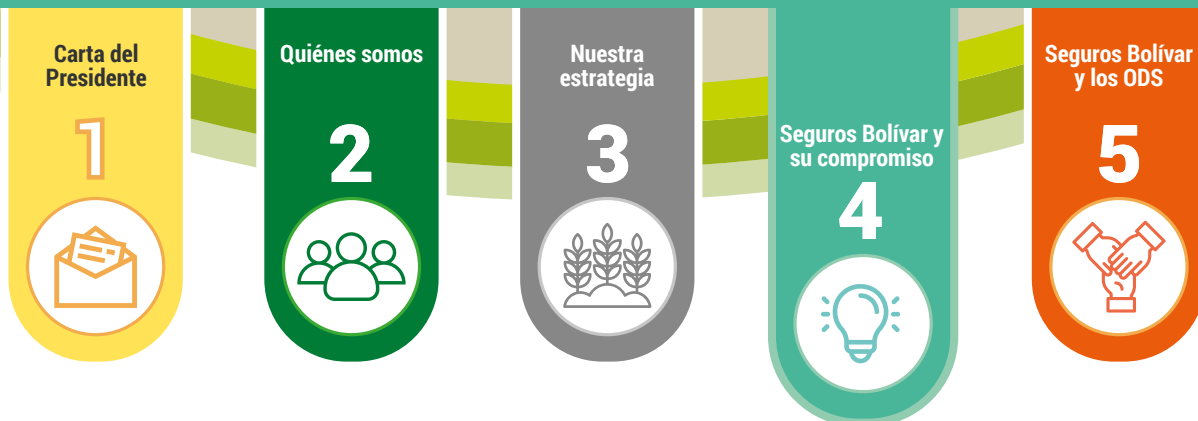 Carta del
Presidente
1
Quiénes somos
2
Nuestra
estrategia
3
Seguros Bolívar y
su compromiso
4
Seguros Bolívar
y los ODS
5